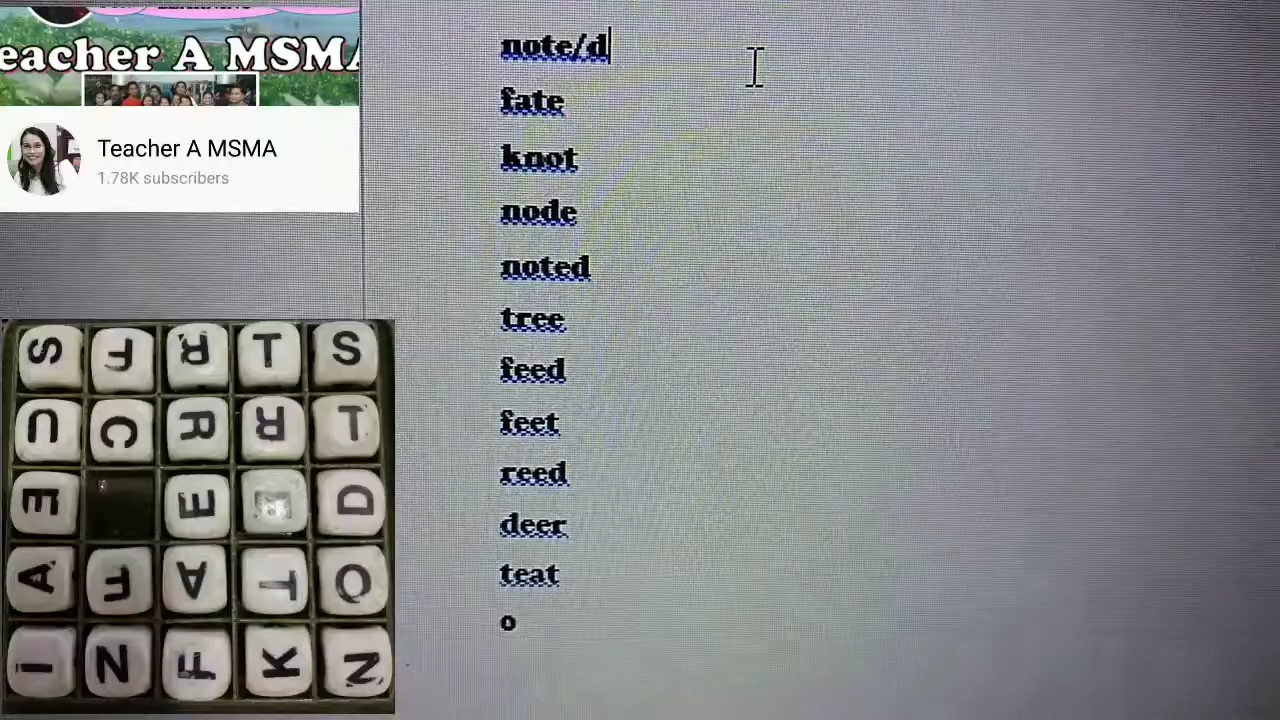 eacher A MSMA
Teacher A MSMA
1.78K subscribers
note/d
fate
knot
node
noted
tree
feed
feet
reed
deer
teat
o
S F R T S
U C R R T
E E E D
A F A T O
I N F K N